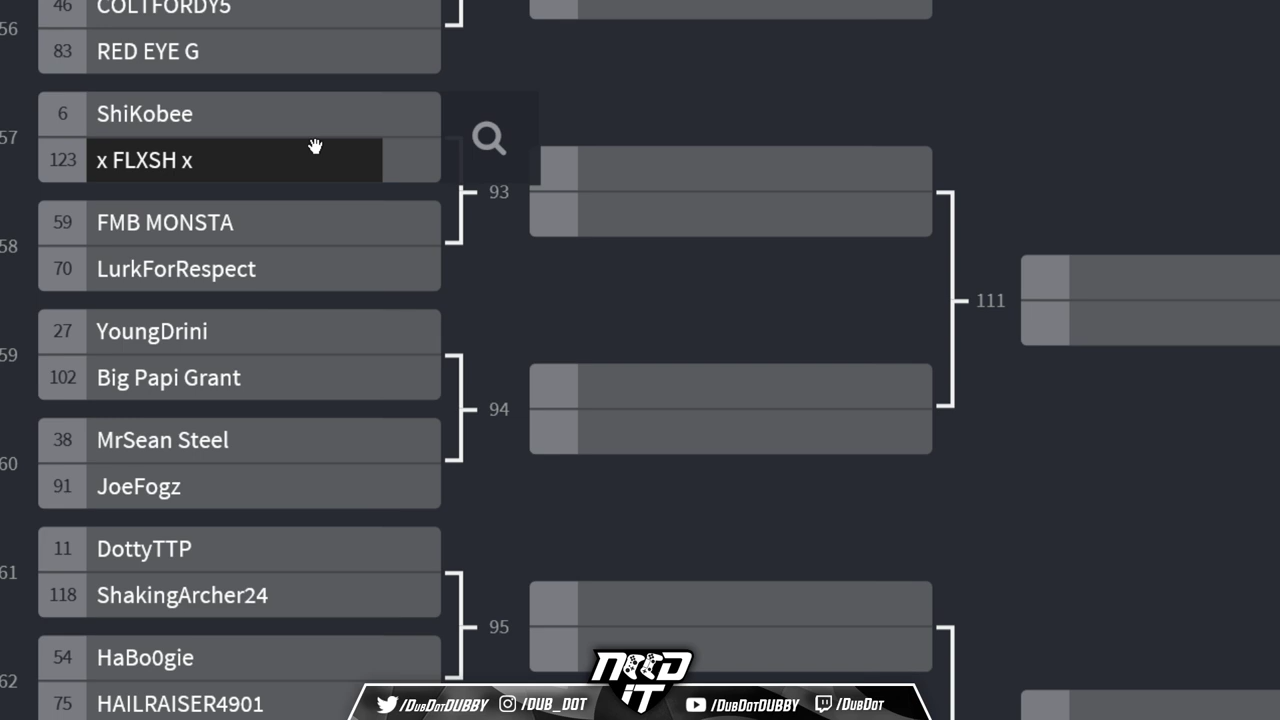 46 COLTFORDY5
56
83 RED EYE G
6 ShiKobee
57
123 x FLXSH x
93
59 FMB MONSTA
58
70 LurkForRespect
111
27 YoungDrini
59
102 Big Papi Grant
94
38 MrSean Steel
60
91 JoeFogz
11 DottyTTP
61
118 ShakingArcher24
95
54 HaBo0gie
62
75 HAILRAISER4901
NEED IT
/DubDotDUBBY /DUB_DOT /DubDotDUBBY /DubDot